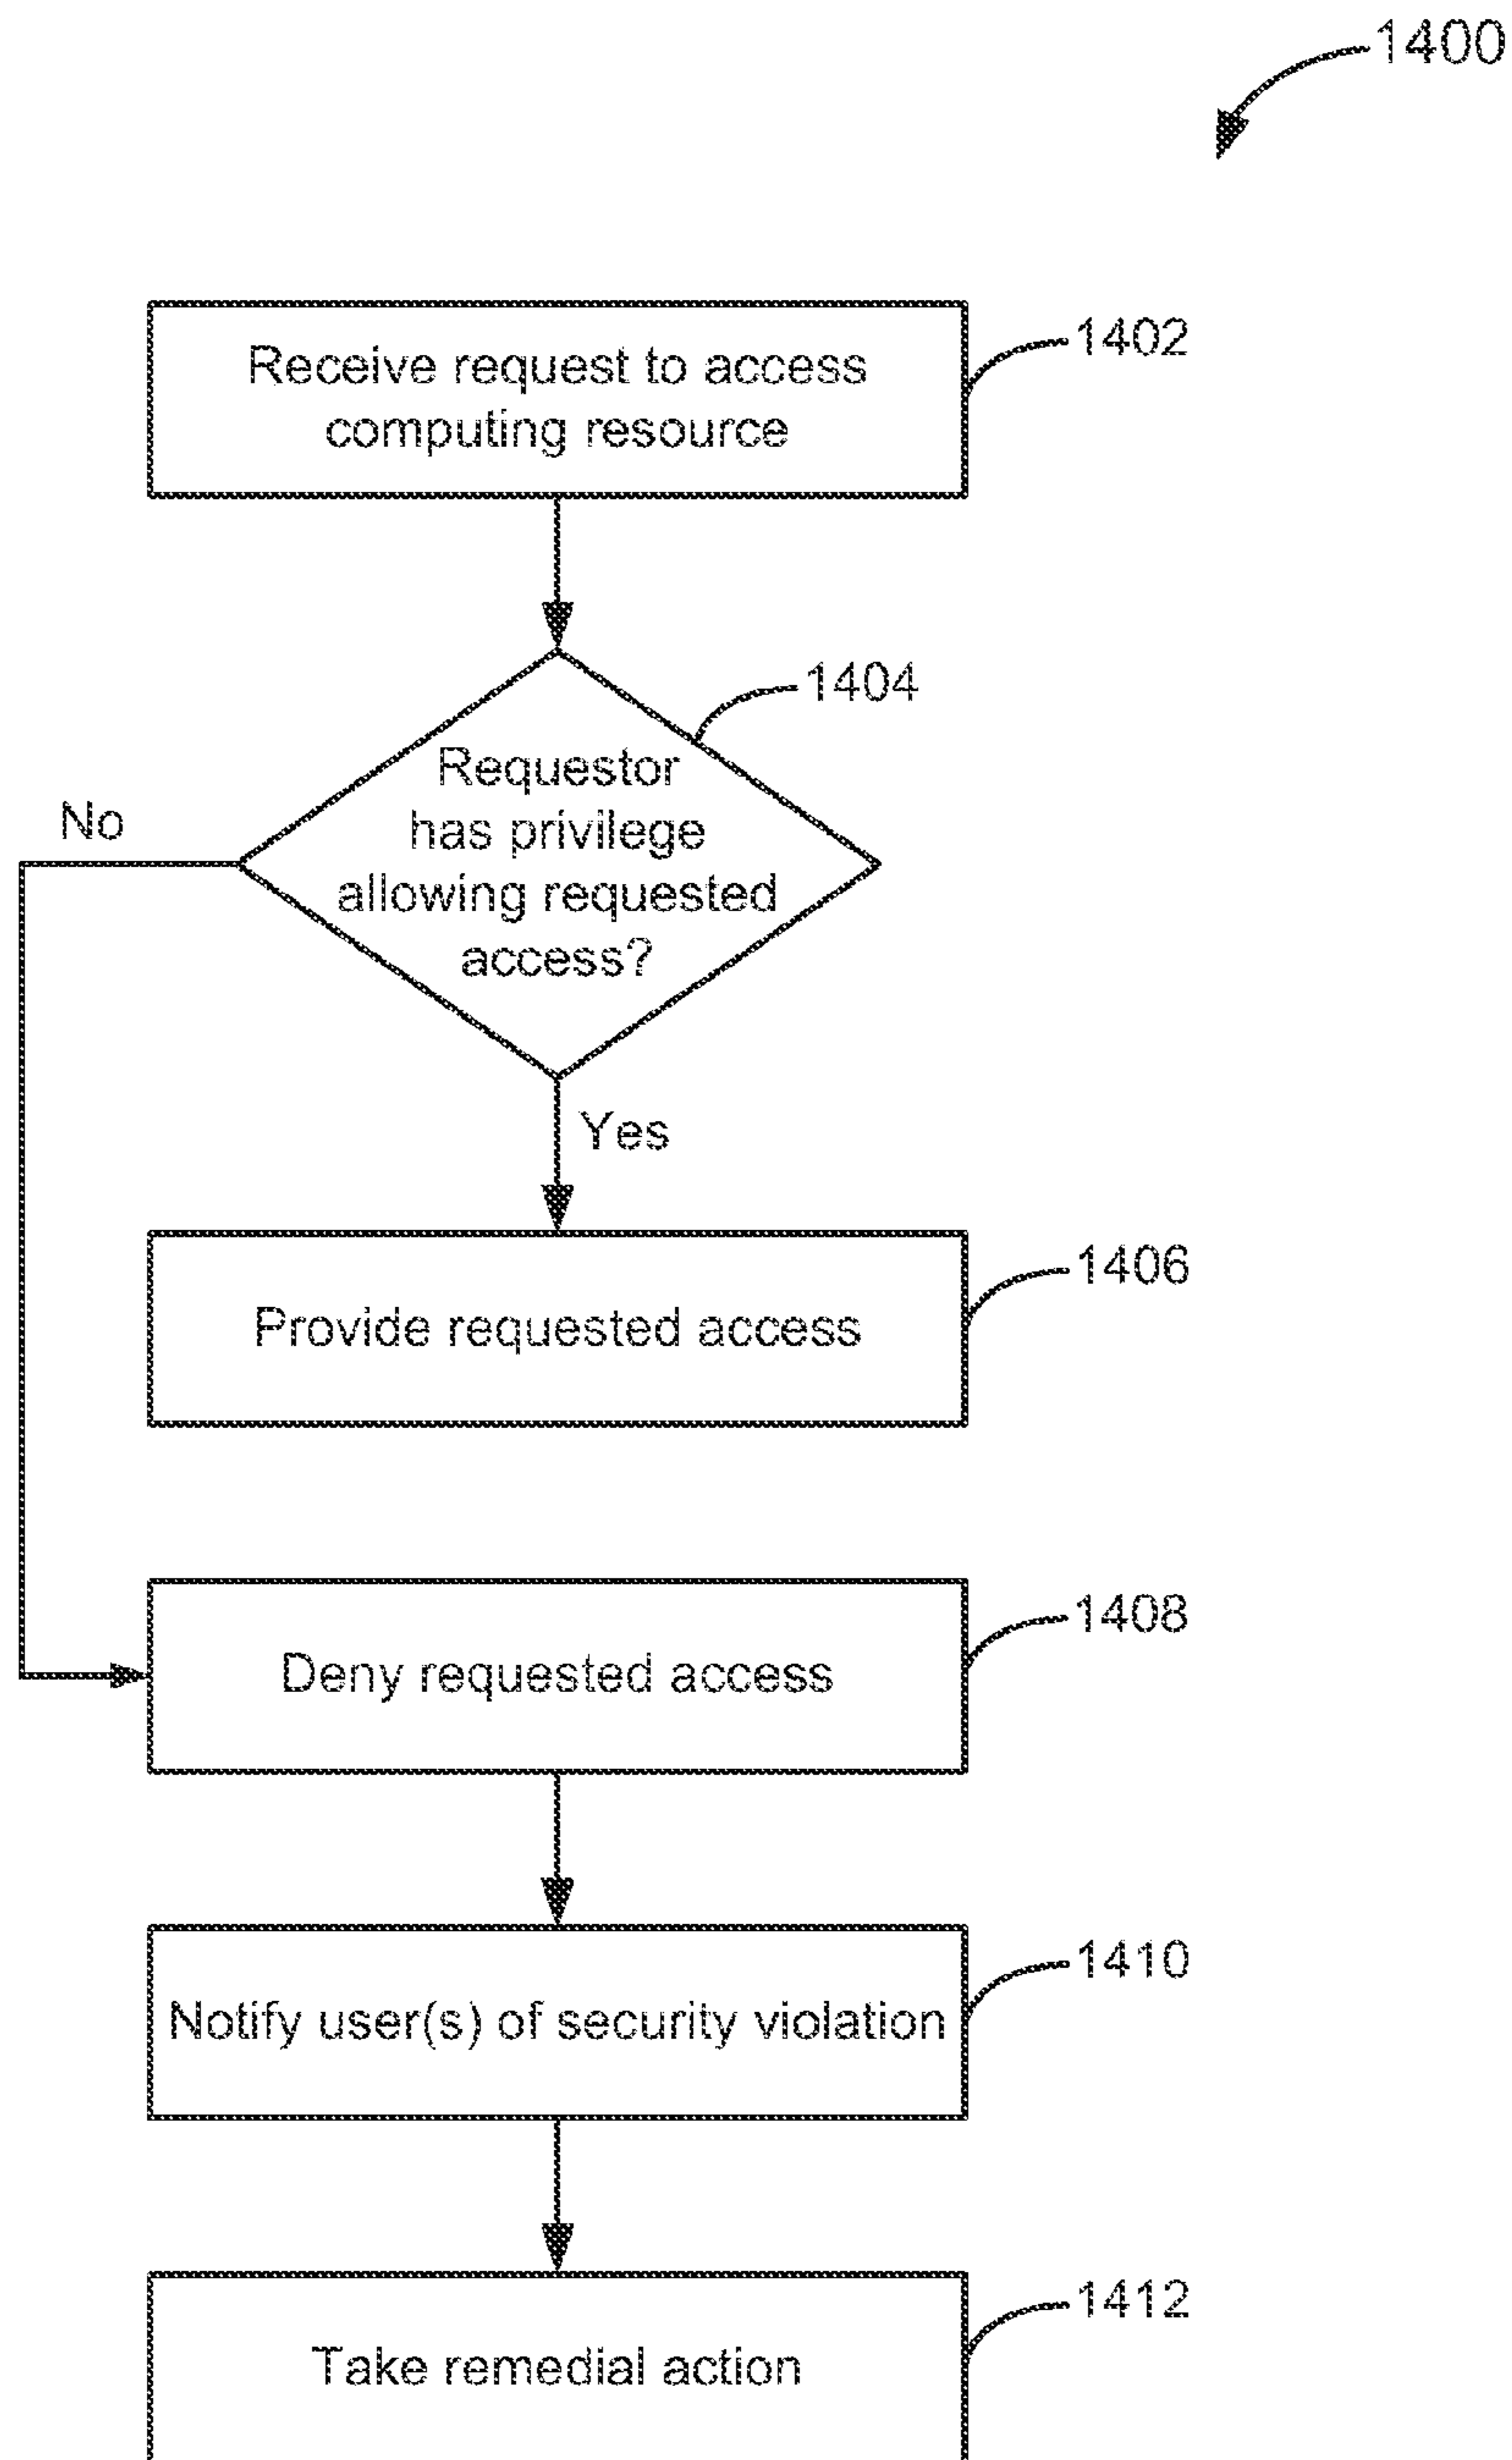 1400
Receive request to access
computing resource
1402
1404
Requestor
has privilege
allowing requested
access?
No
Yes
1406
Provide requested access
1408
Deny requested access
1410
Notify user(s) of security violation
1412
Take remedial action